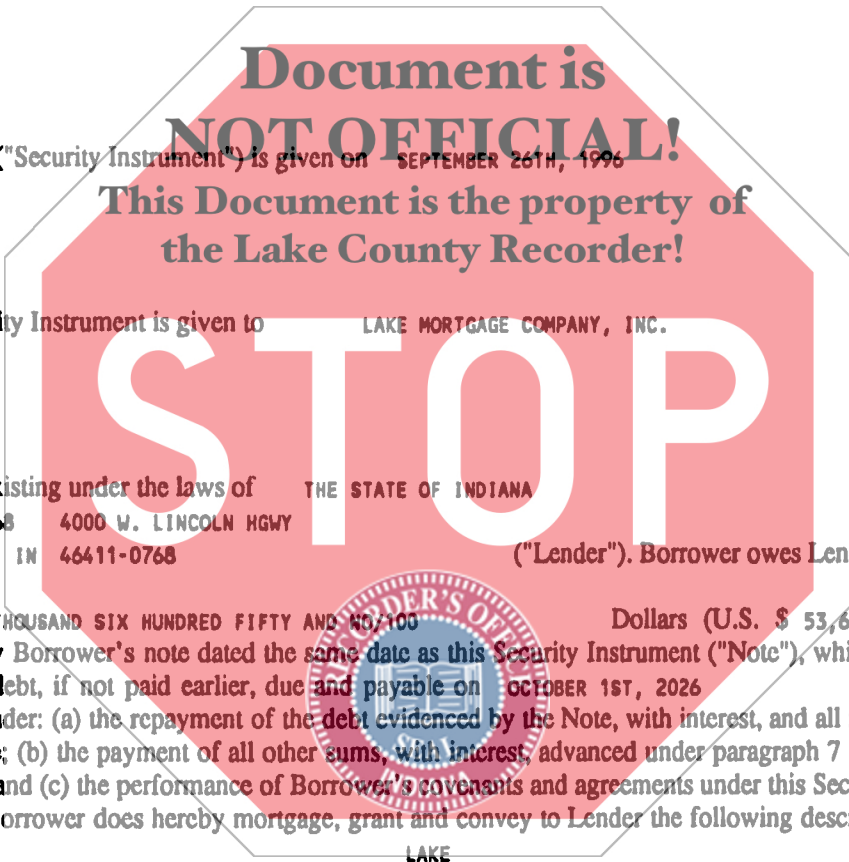 Document is
NOT OFFICIAL!
("Security Instrument") is given on SEPTEMBER 26TH, 1996
This Document is the property of
the Lake County Recorder!
ity Instrument is given to LAKE MORTGAGE COMPANY, INC.
STOP
xisting under the laws of THE STATE OF INDIANA
8 4000 W. LINCOLN HGWY
IN 46411-0768 ("Lender"). Borrower owes Len
HOUSAND SIX HUNDRED FIFTY AND NO/100 Dollars (U.S. $ 53,6
y Borrower's note dated the same date as this Security Instrument ("Note"), whi
debt, if not paid earlier, due and payable on OCTOBER 1ST, 2026
der: (a) the repayment of the debt evidenced by the Note, with interest, and all
; (b) the payment of all other sums, with interest, advanced under paragraph 7
and (c) the performance of Borrower's covenants and agreements under this Sec
orrower does hereby mortgage, grant and convey to Lender the following desc
LAKE
RECORDER'S OFFICE
SEAL
INDIANA